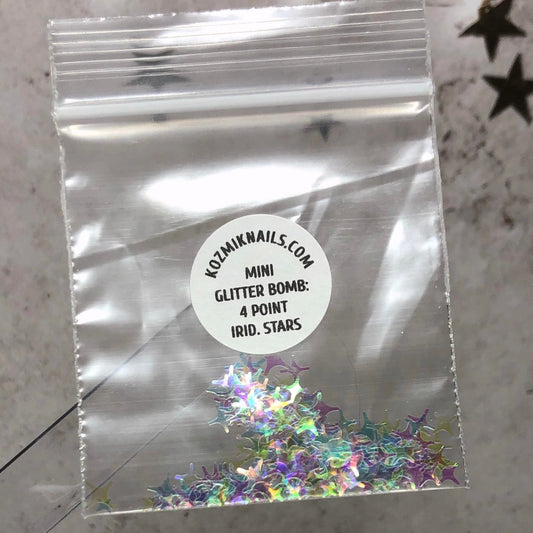 KOZMIKNAILS.COM
MINI
GLITTER BOMB:
4 POINT
IRID. STARS